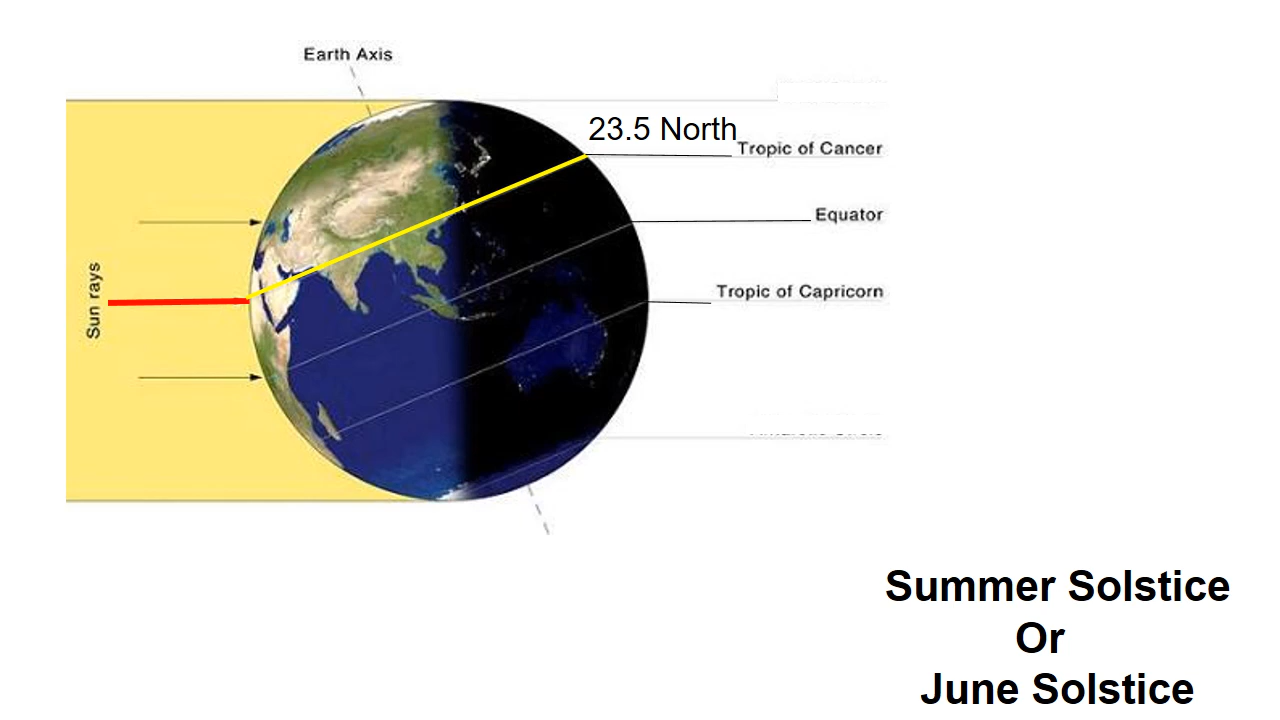 Earth Axis
23.5 North
Tropic of Cancer
Equator
Sun rays
Tropic of Capricorn
Summer Solstice
Or
June Solstice